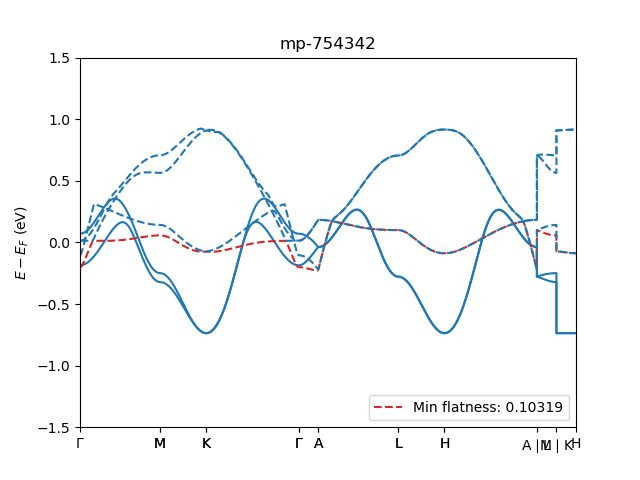 mp-754342
E − E_F (eV)
1.5
1.0
0.5
0.0
−0.5
−1.0
−1.5
Min flatness: 0.10319
Γ M K Γ A L H A | L M | K H